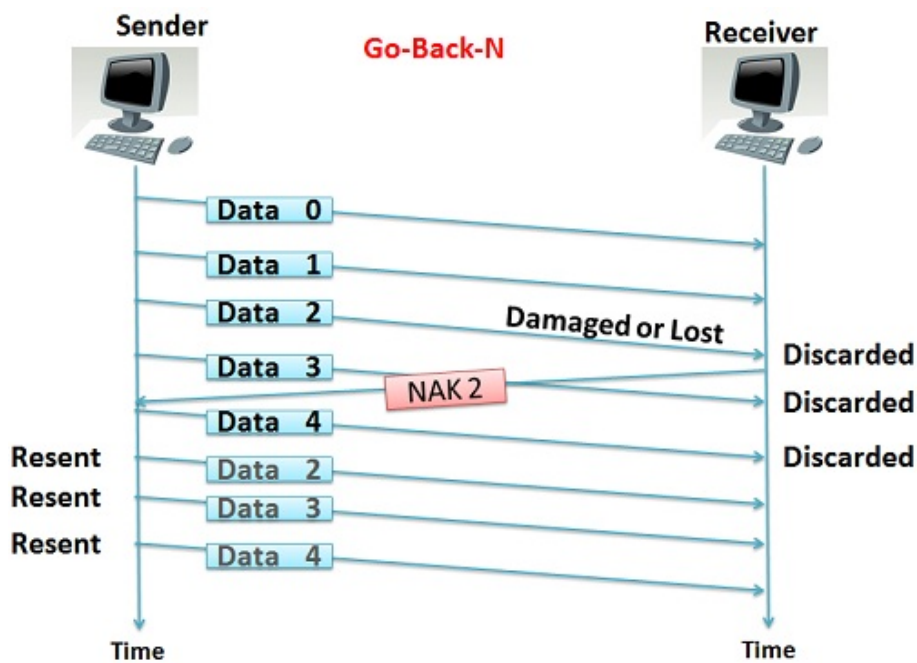 Sender
Receiver
Go-Back-N
Data 0
Data 1
Data 2
Damaged or Lost
Discarded
Data 3
NAK 2
Discarded
Data 4
Discarded
Resent
Data 2
Resent
Data 3
Resent
Data 4
Time
Time